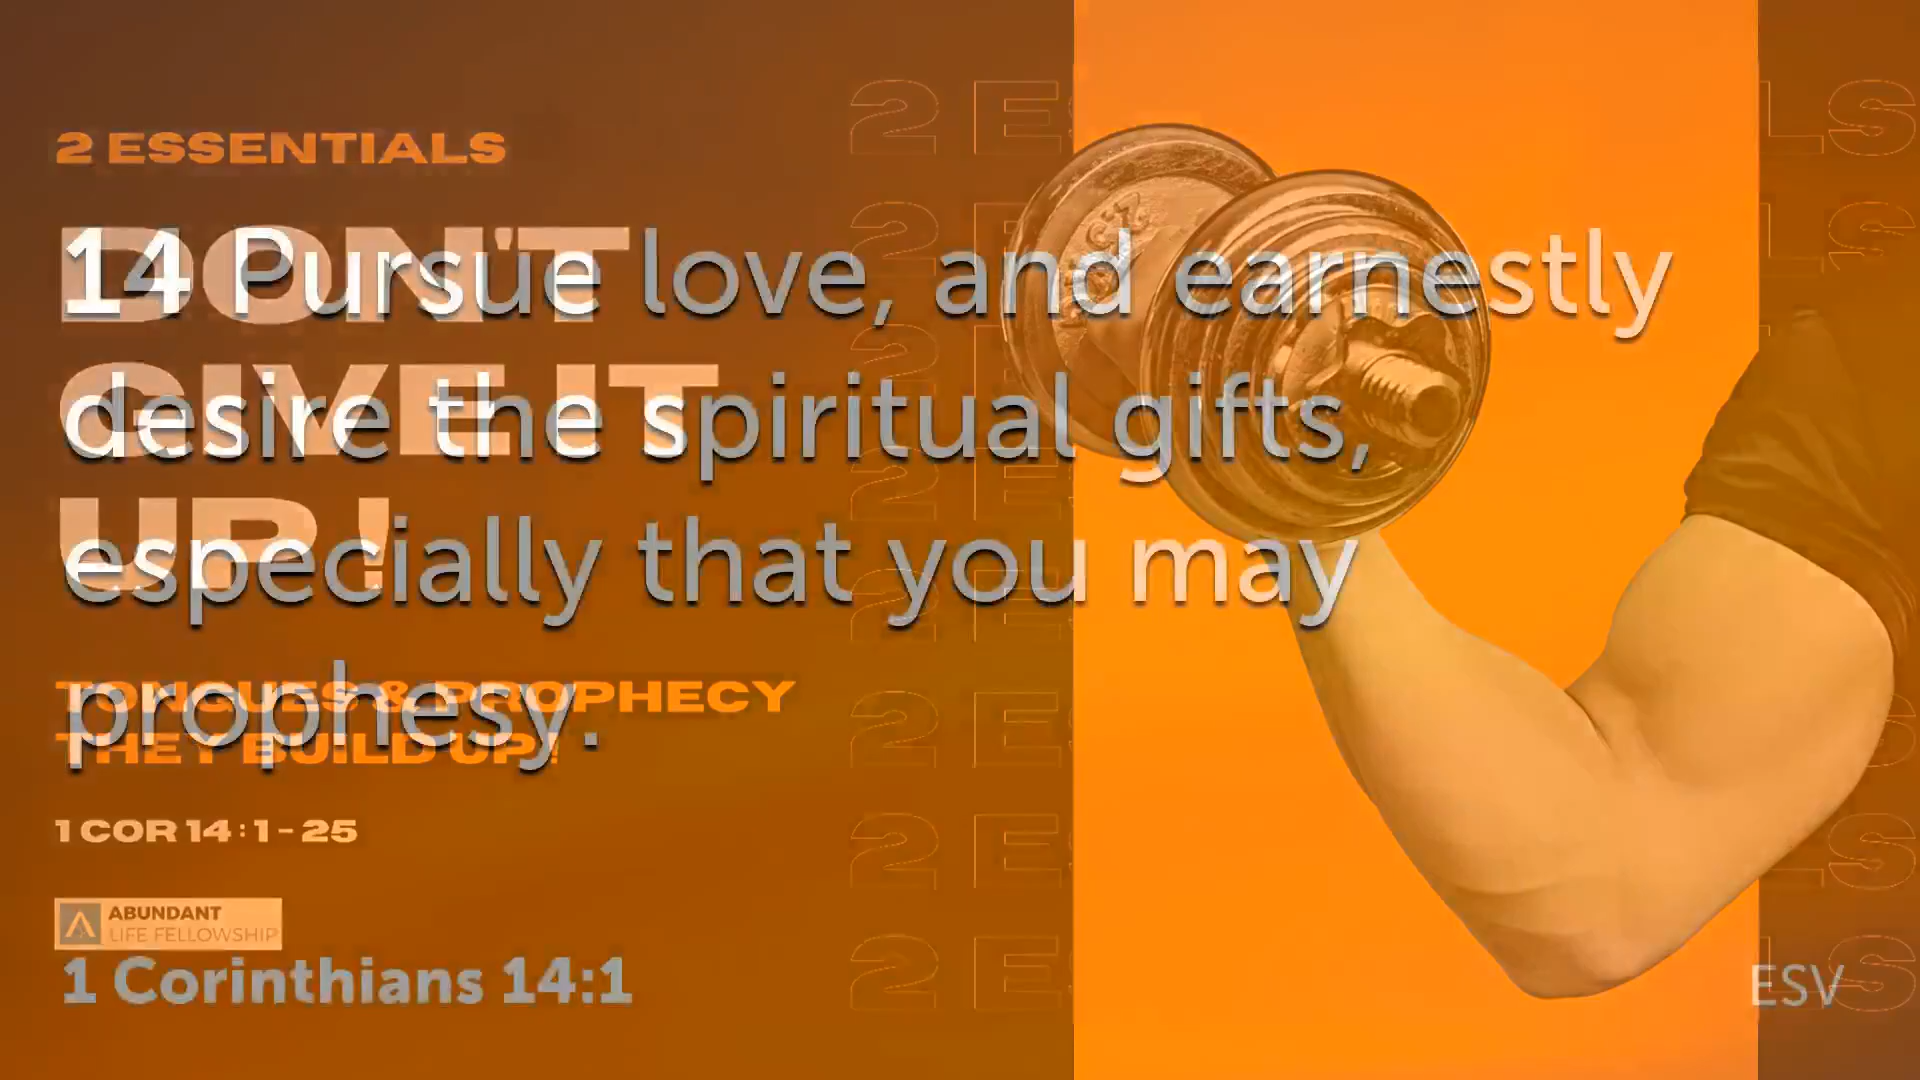 2 ESSENTIALS
DON'T
GIVE IT
UP!
TONGUES & PROPHECY
THEY BUILD UP!
1 COR 14:1-25
ABUNDANT
LIFE FELLOWSHIP
14 Pursue love, and earnestly
desire the spiritual gifts,
especially that you may
prophesy.
1 Corinthians 14:1
ESV